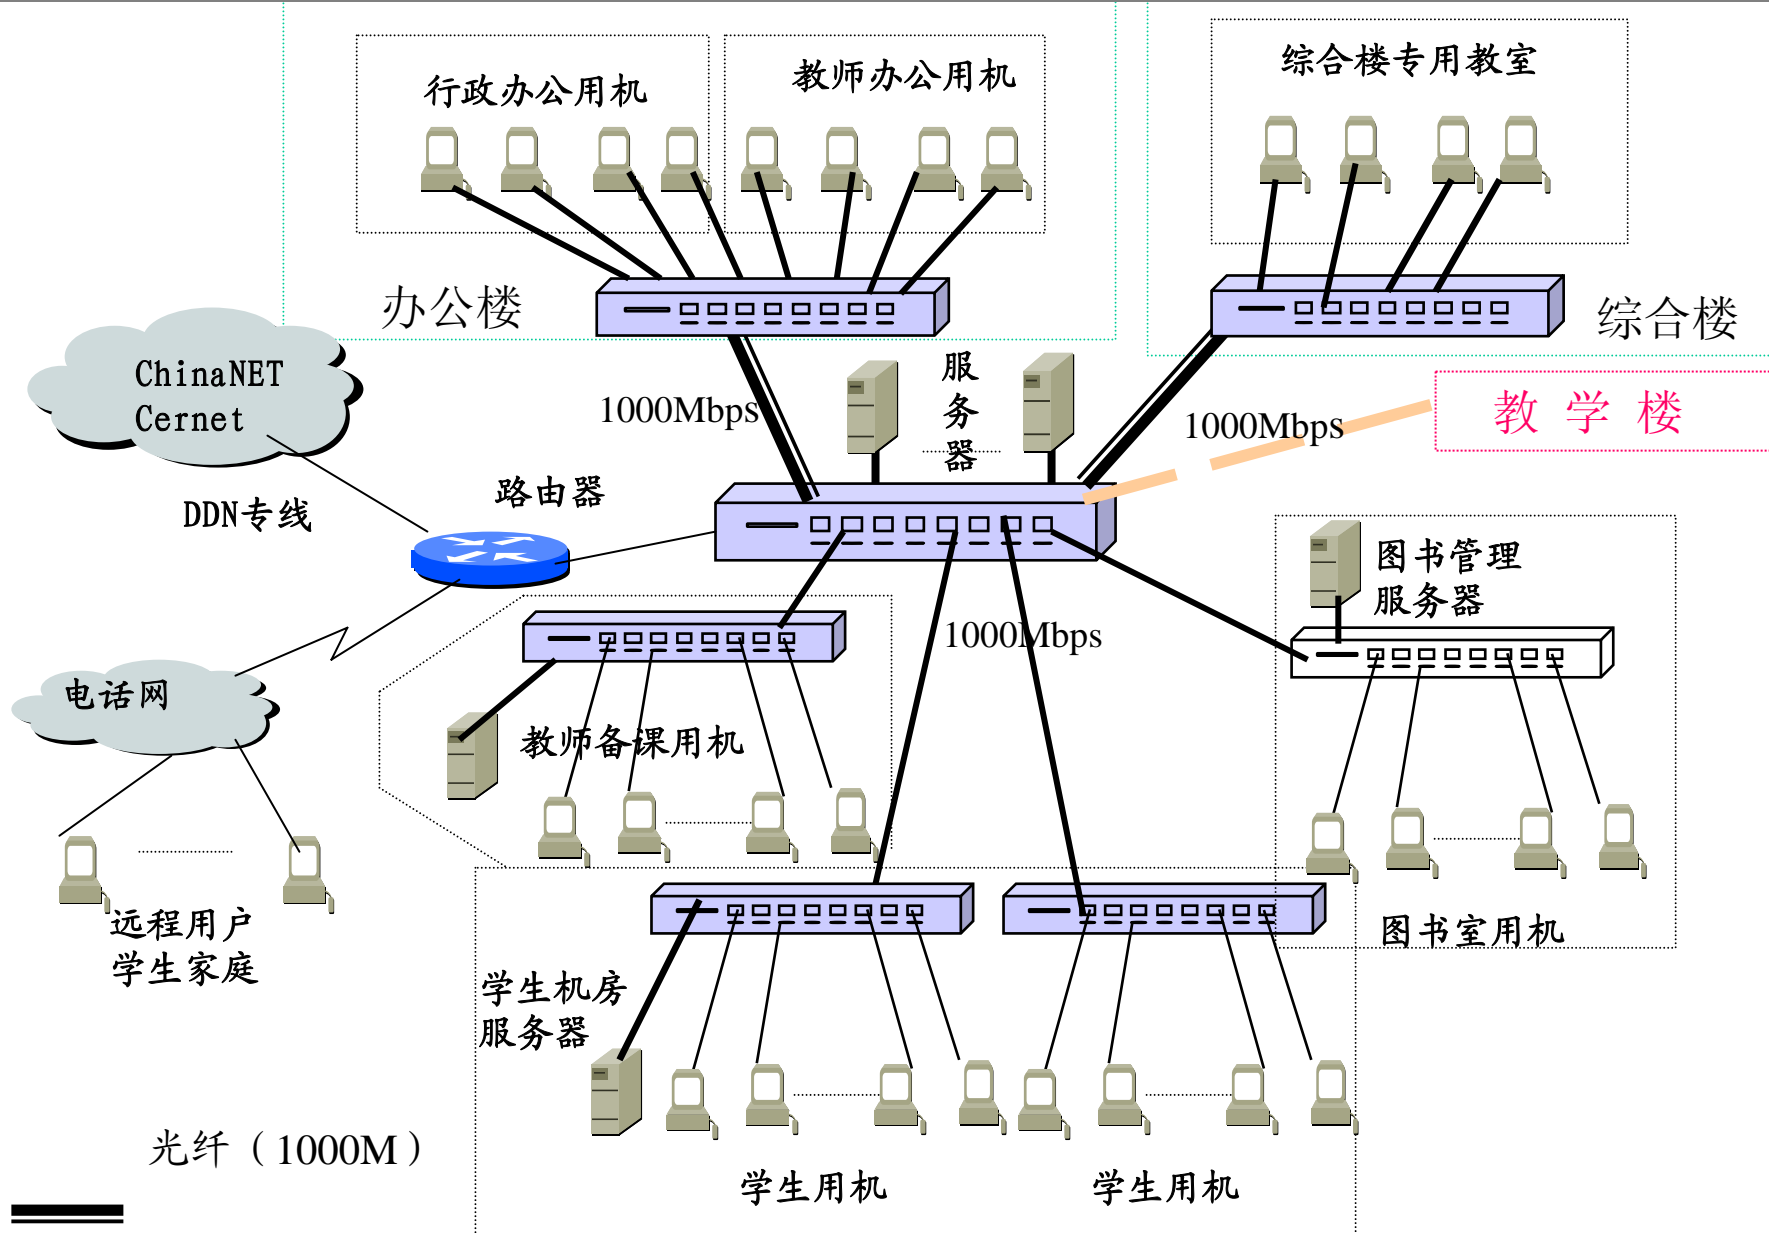 行政办公用机
教师办公用机
综合楼专用教室
办公楼
综合楼
ChinaNET
Cernet
服
务
器
1000Mbps
1000Mbps
教 学 楼
DDN专线
路由器
图书管理
服务器
1000Mbps
电话网
教师备课用机
远程用户
学生家庭
图书室用机
学生机房
服务器
光纤（1000M）
学生用机
学生用机